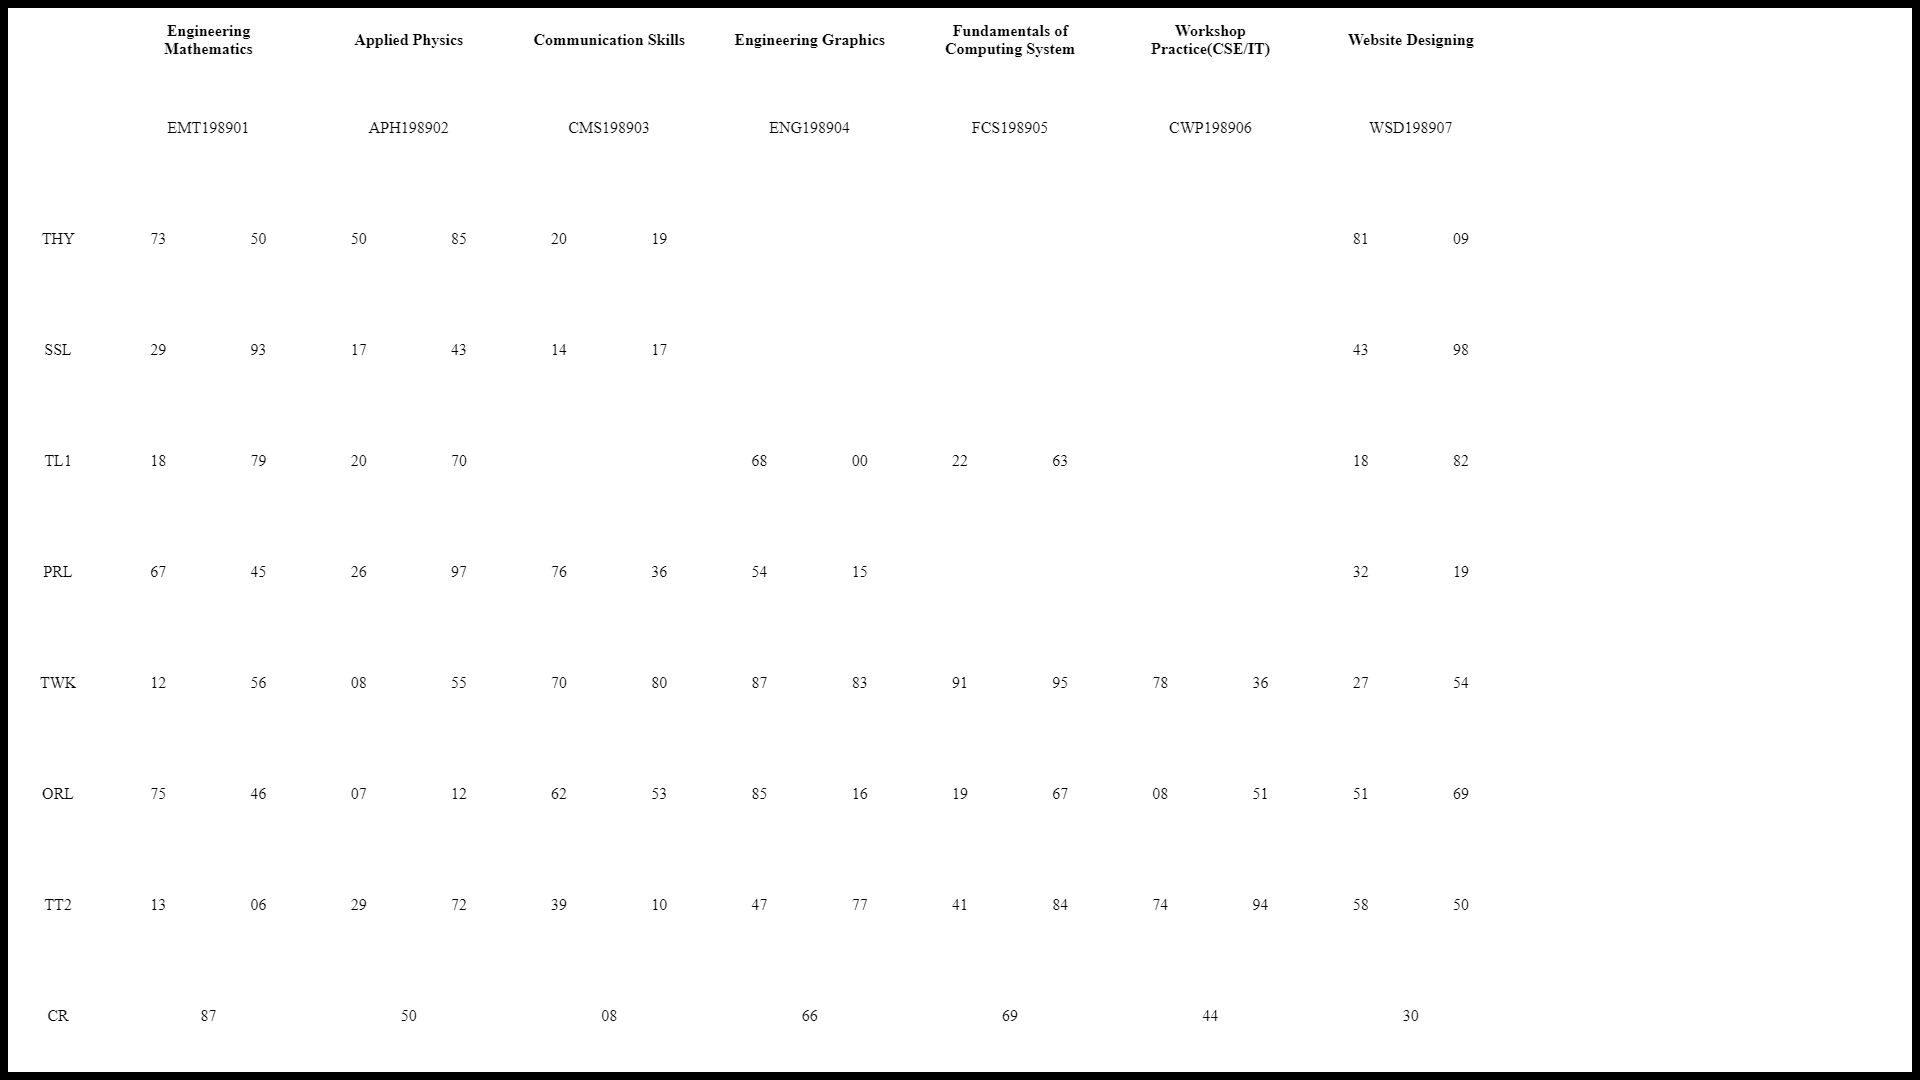 Engineering Mathematics Applied Physics Communication Skills Engineering Graphics Fundamentals of Computing System Workshop Practice(CSE/IT) Website Designing
EMT198901 APH198902 CMS198903 ENG198904 FCS198905 CWP198906 WSD198907
THY 73 50 50 85 20 19 81 09
SSL 29 93 17 43 14 17 43 98
TL1 18 79 20 70 68 00 22 63 18 82
PRL 67 45 26 97 76 36 54 15 32 19
TWK 12 56 08 55 70 80 87 83 91 95 78 36 27 54
ORL 75 46 07 12 62 53 85 16 19 67 08 51 51 69
TT2 13 06 29 72 39 10 47 77 41 84 74 94 58 50
CR 87 50 08 66 69 44 30